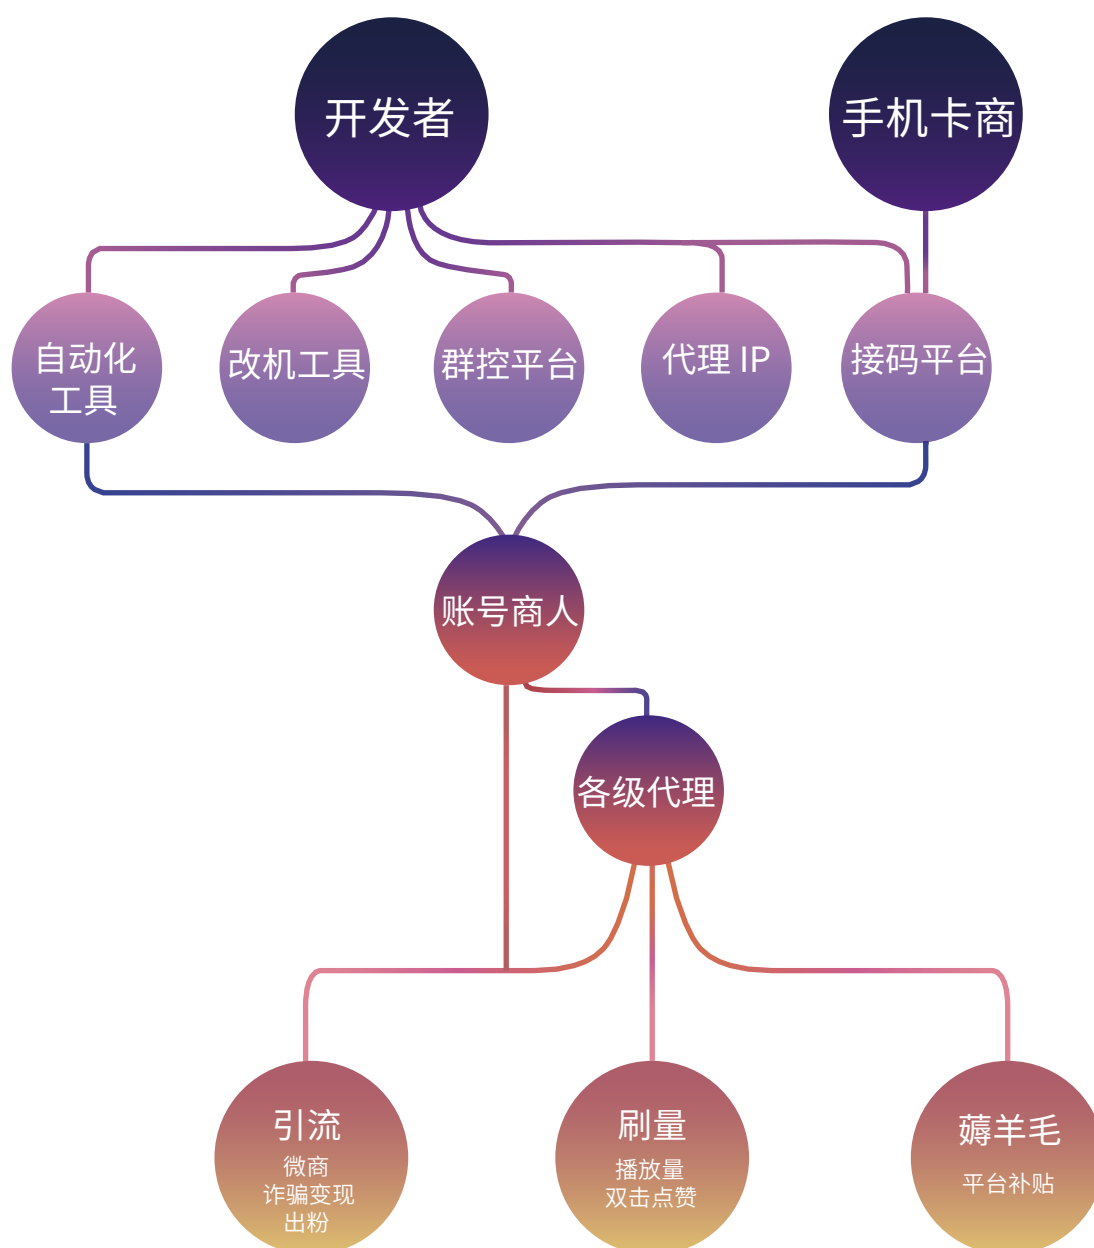 开发者
手机卡商
自动化
工具
改机工具
群控平台
代理 IP
接码平台
账号商人
各级代理
引流
微商
诈骗变现
出粉
刷量
播放量
双击点赞
薅羊毛
平台补贴